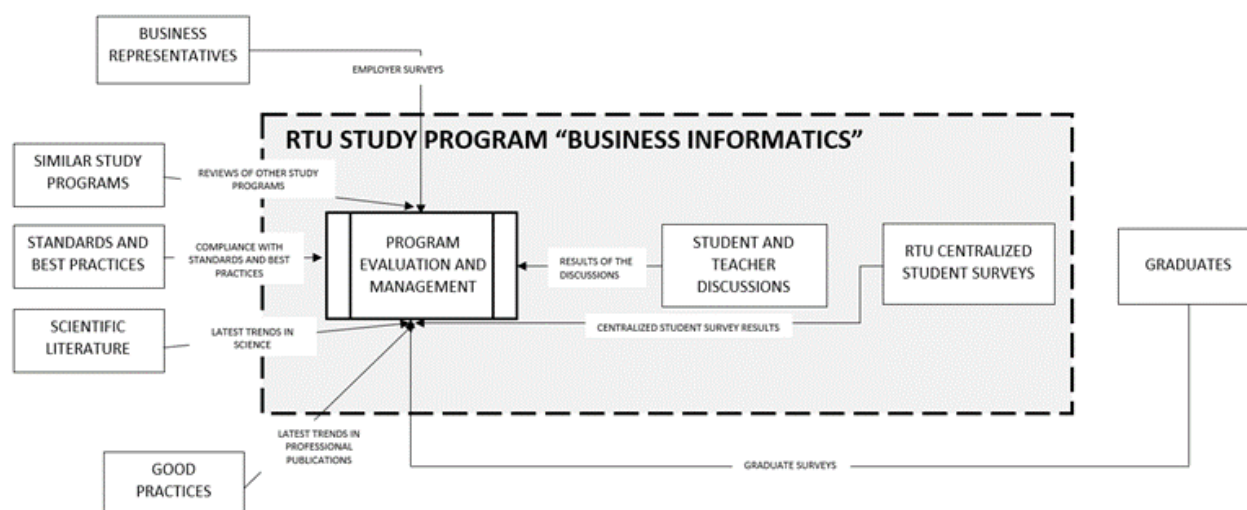 BUSINESS
REPRESENTATIVES
EMPLOYER SURVEYS
RTU STUDY PROGRAM “BUSINESS INFORMATICS”
SIMILAR STUDY
PROGRAMS
REVIEWS OF OTHER STUDY
PROGRAMS
STANDARDS AND
BEST PRACTICES
COMPLIANCE WITH
STANDARDS AND BEST
PRACTICES
PROGRAM
EVALUATION AND
MANAGEMENT
RESULTS OF THE
DISCUSSIONS
STUDENT AND
TEACHER
DISCUSSIONS
RTU CENTRALIZED
STUDENT SURVEYS
GRADUATES
SCIENTIFIC
LITERATURE
LATEST TRENDS IN
SCIENCE
CENTRALIZED STUDENT SURVEY RESULTS
LATEST TRENDS IN
PROFESSIONAL
PUBLICATIONS
GOOD
PRACTICES
GRADUATE SURVEYS